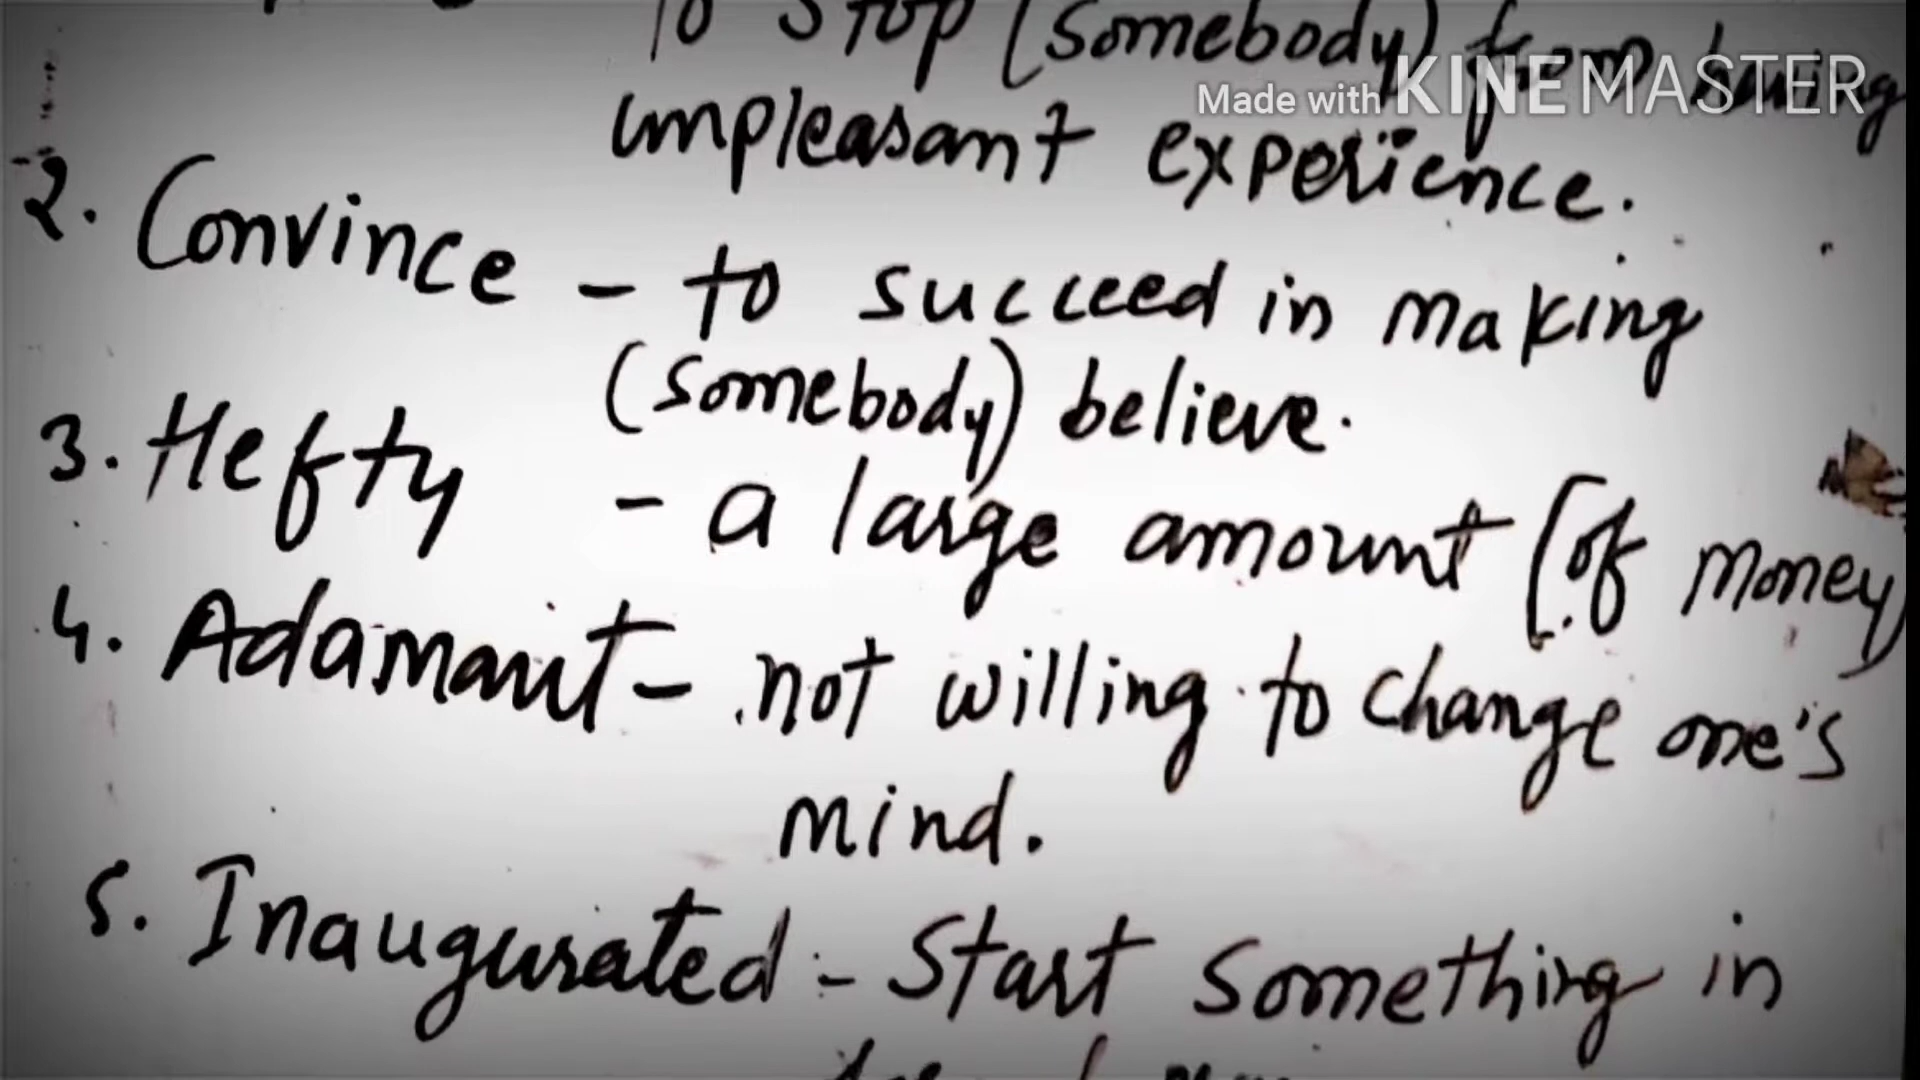 To Stop (Somebody) from having
Made with KINEMASTER
unpleasant experience.
2. Convince - to succeed in making
(somebody) believe.
3. Hefty - a large amount (of money)
4. Adamant - not willing to change one's
mind.
5. Inaugurated :- Start something in